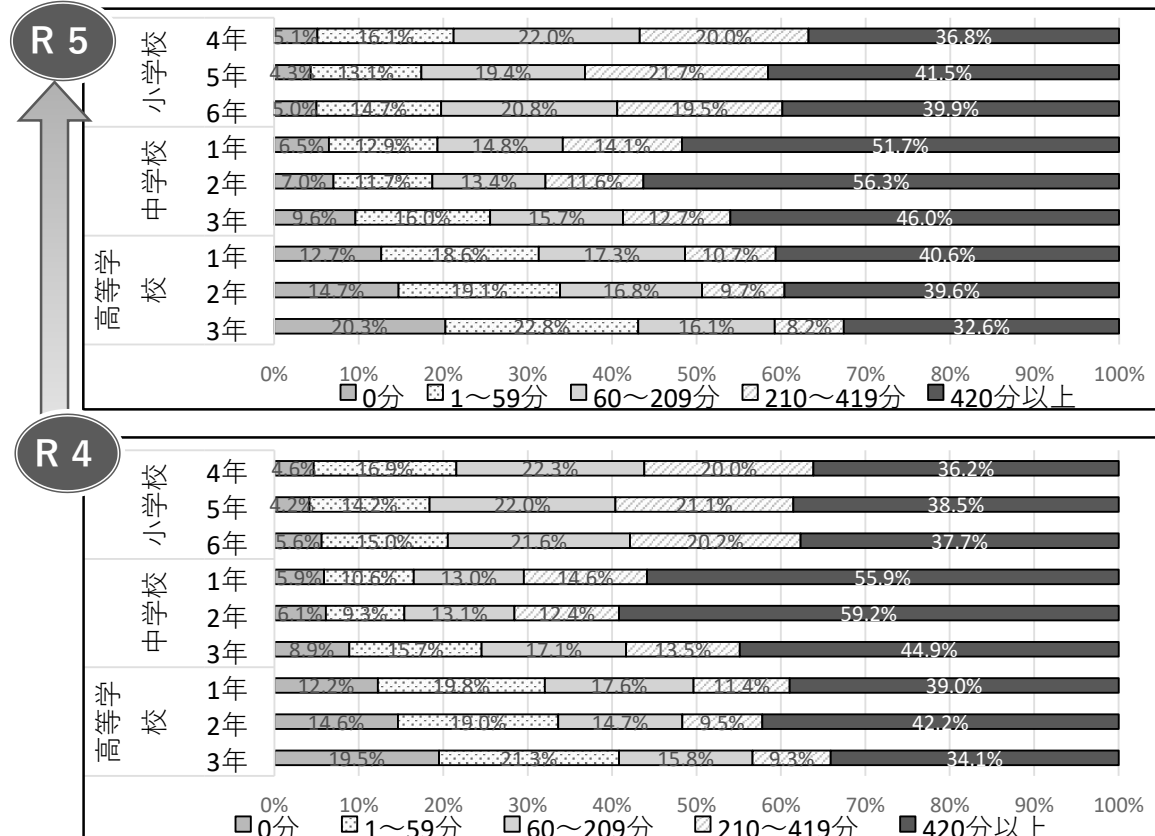 R 5
小学校
4年 5.1% 16.1% 22.0% 20.0% 36.8%
5年 4.3% 13.1% 19.4% 21.7% 41.5%
6年 5.0% 14.7% 20.8% 19.5% 39.9%
中学校
1年 6.5% 12.9% 14.8% 14.1% 51.7%
2年 7.0% 11.7% 13.4% 11.6% 56.3%
3年 9.6% 16.0% 15.7% 12.7% 46.0%
高等学校
1年 12.7% 18.6% 17.3% 10.7% 40.6%
2年 14.7% 19.1% 16.8% 9.7% 39.6%
3年 20.3% 22.8% 16.1% 8.2% 32.6%
0% 10% 20% 30% 40% 50% 60% 70% 80% 90% 100%
0分 1～59分 60～209分 210～419分 420分以上
R 4
小学校
4年 4.6% 16.9% 22.3% 20.0% 36.2%
5年 4.2% 14.2% 22.0% 21.1% 38.5%
6年 5.6% 15.0% 21.6% 20.2% 37.7%
中学校
1年 5.9% 10.6% 13.0% 14.6% 55.9%
2年 6.1% 9.3% 13.1% 12.4% 59.2%
3年 8.9% 15.7% 17.1% 13.5% 44.9%
高等学校
1年 12.2% 19.8% 17.6% 11.4% 39.0%
2年 14.6% 19.0% 14.7% 9.5% 42.2%
3年 19.5% 21.3% 15.8% 9.3% 34.1%
0% 10% 20% 30% 40% 50% 60% 70% 80% 90% 100%
0分 1～59分 60～209分 210～419分 420分以上